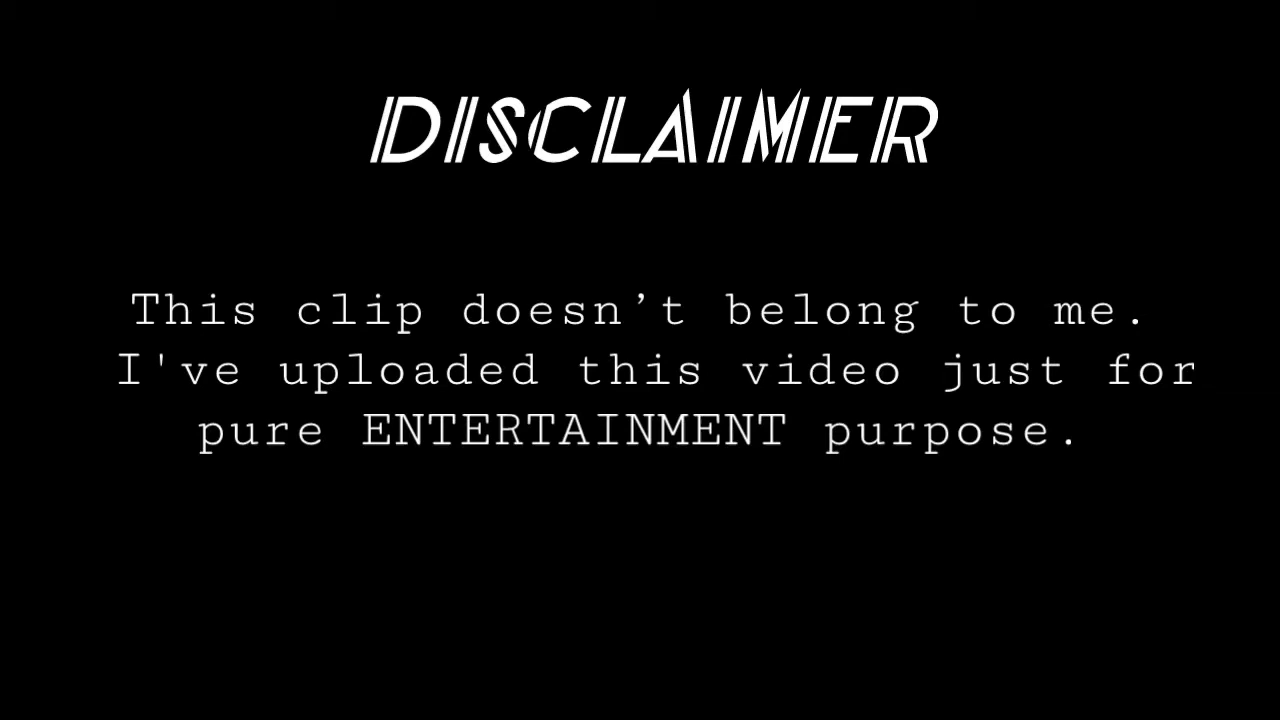 DISCLAIMER
This clip doesn’t belong to me.
I've uploaded this video just for
pure ENTERTAINMENT purpose.